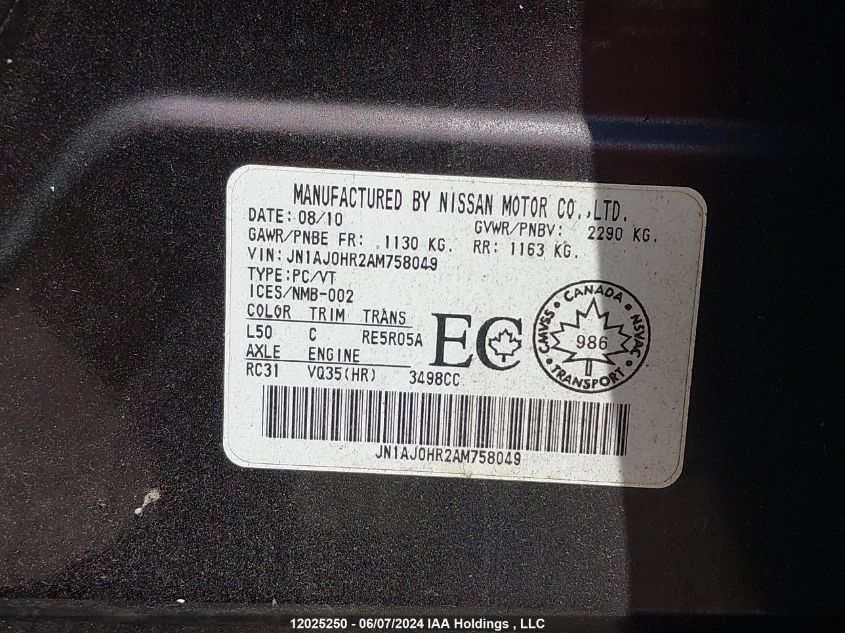 MANUFACTURED BY NISSAN MOTOR CO.,LTD.
DATE: 08/10 GVWR/PNBV: 2290 KG.
GAWR/PNBE FR: 1130 KG. RR: 1163 KG.
VIN: JN1AJ0HR2AM758049
TYPE: PC/VT
ICES/NMB-002
COLOR TRIM TRANS
L50 C RE5R05A
AXLE ENGINE
RC31 VQ35(HR) 3498CC
EC
CANADA
CMVSS 986 NSVAC
TRANSPORT
JN1AJ0HR2AM758049
12025250 - 06/07/2024 IAA Holdings , LLC